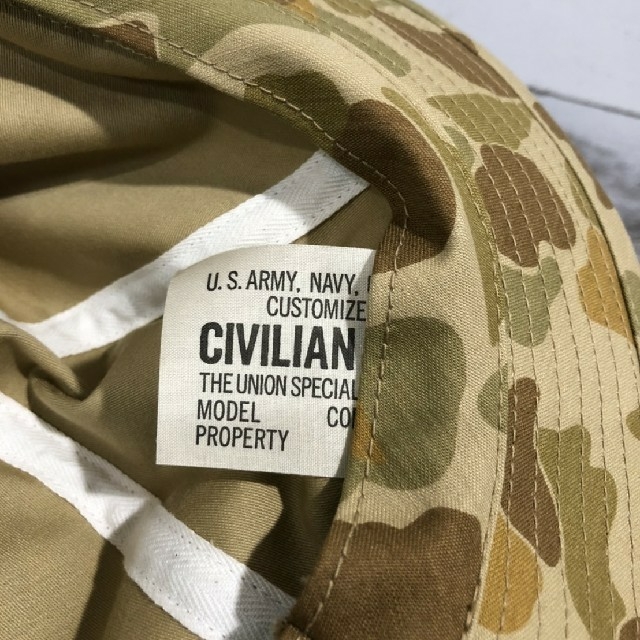 U.S. ARMY, NAVY,
CUSTOMIZE
CIVILIAN
THE UNION SPECIAL
MODEL
PROPERTY